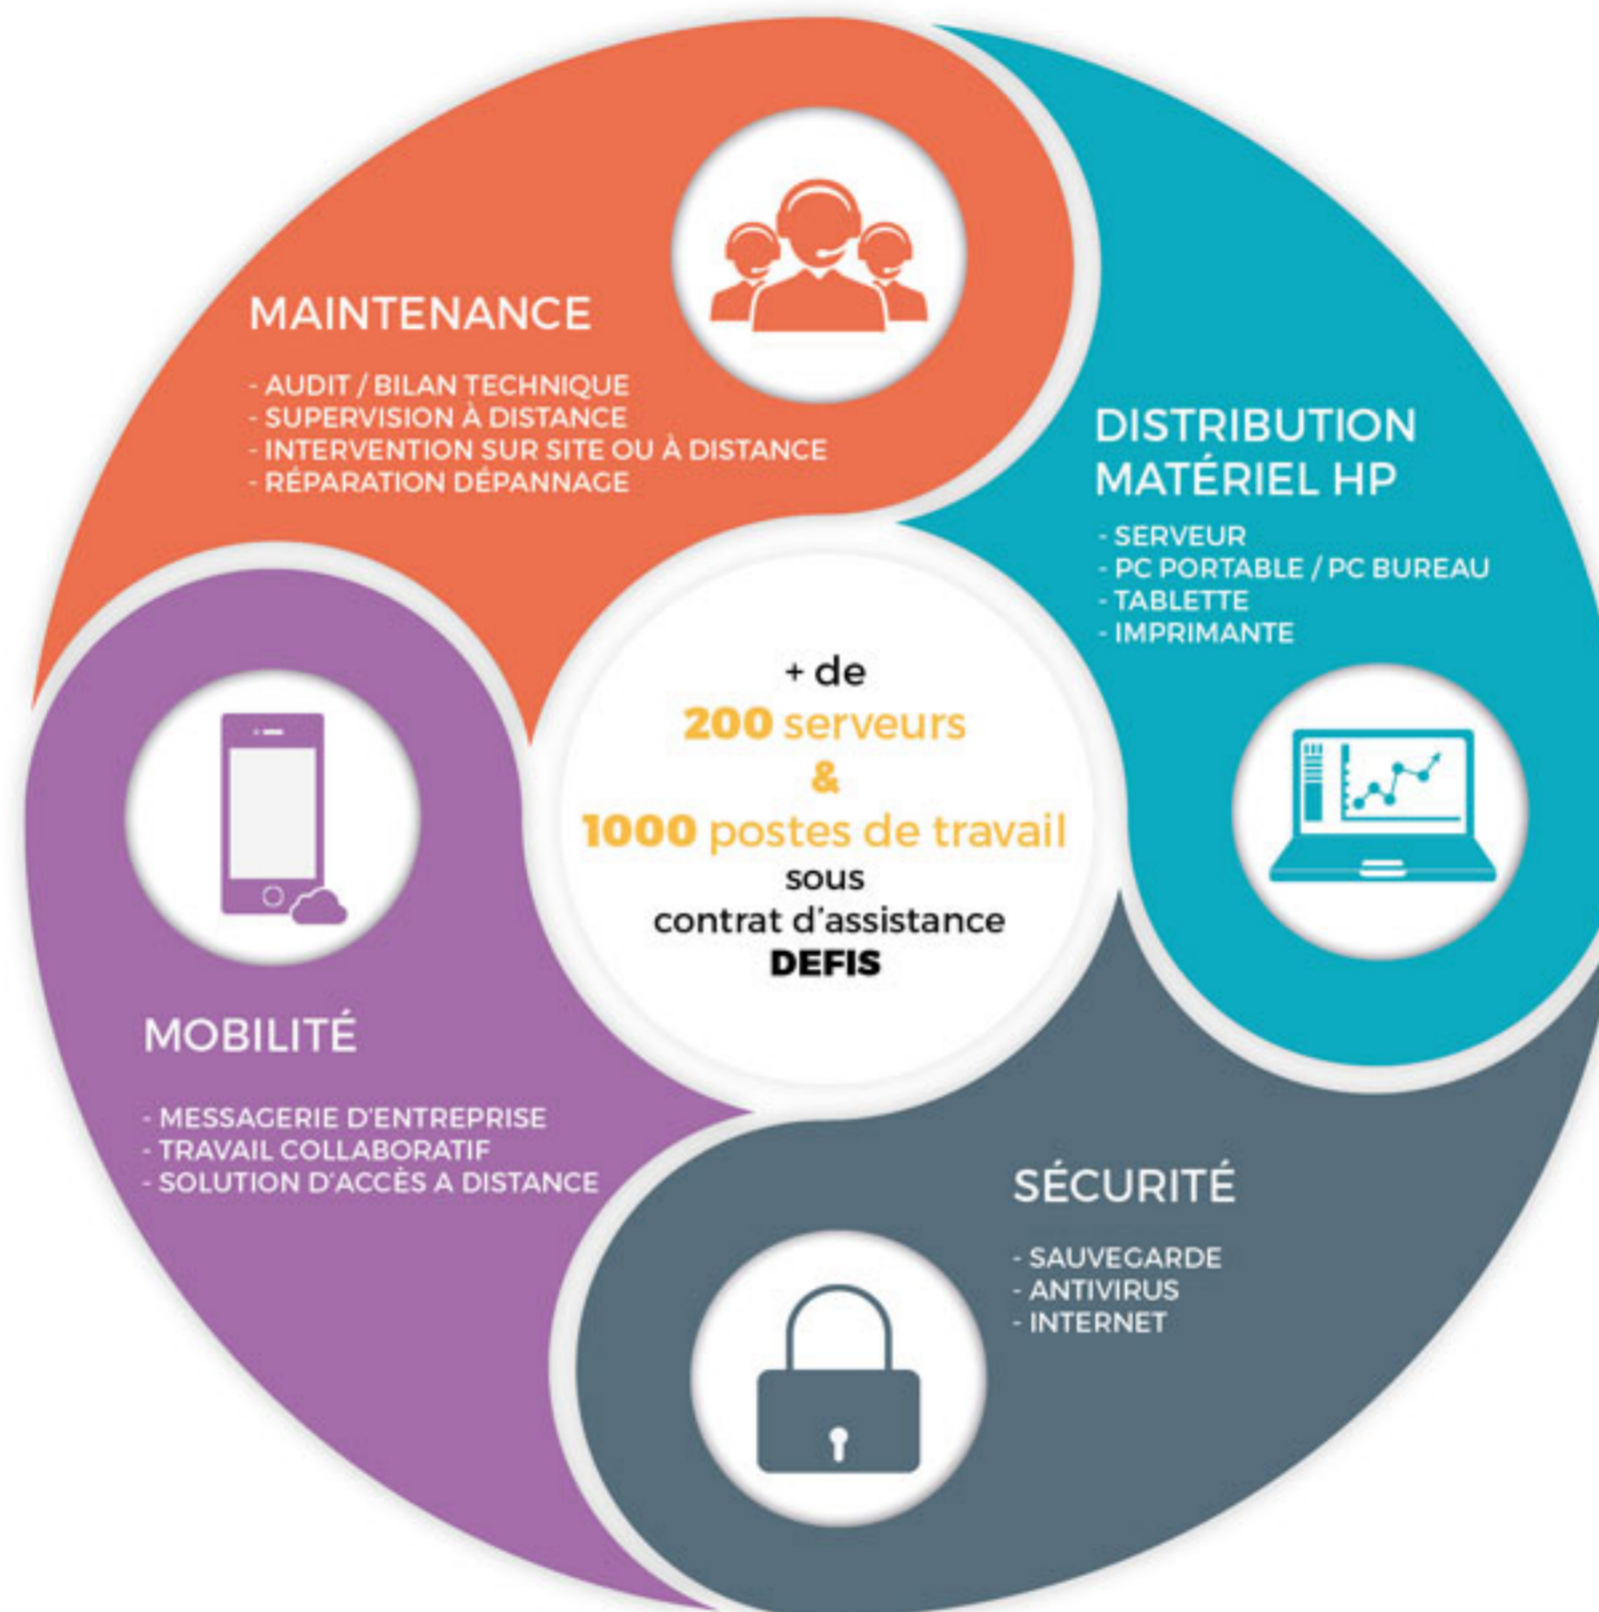 MAINTENANCE
- AUDIT / BILAN TECHNIQUE
- SUPERVISION À DISTANCE
- INTERVENTION SUR SITE OU À DISTANCE
- RÉPARATION DÉPANNAGE
DISTRIBUTION
MATÉRIEL HP
- SERVEUR
- PC PORTABLE / PC BUREAU
- TABLETTE
- IMPRIMANTE
+ de
200 serveurs
&
1000 postes de travail
sous
contrat d'assistance
DEFIS
MOBILITÉ
- MESSAGERIE D'ENTREPRISE
- TRAVAIL COLLABORATIF
- SOLUTION D'ACCÈS A DISTANCE
SÉCURITÉ
- SAUVEGARDE
- ANTIVIRUS
- INTERNET